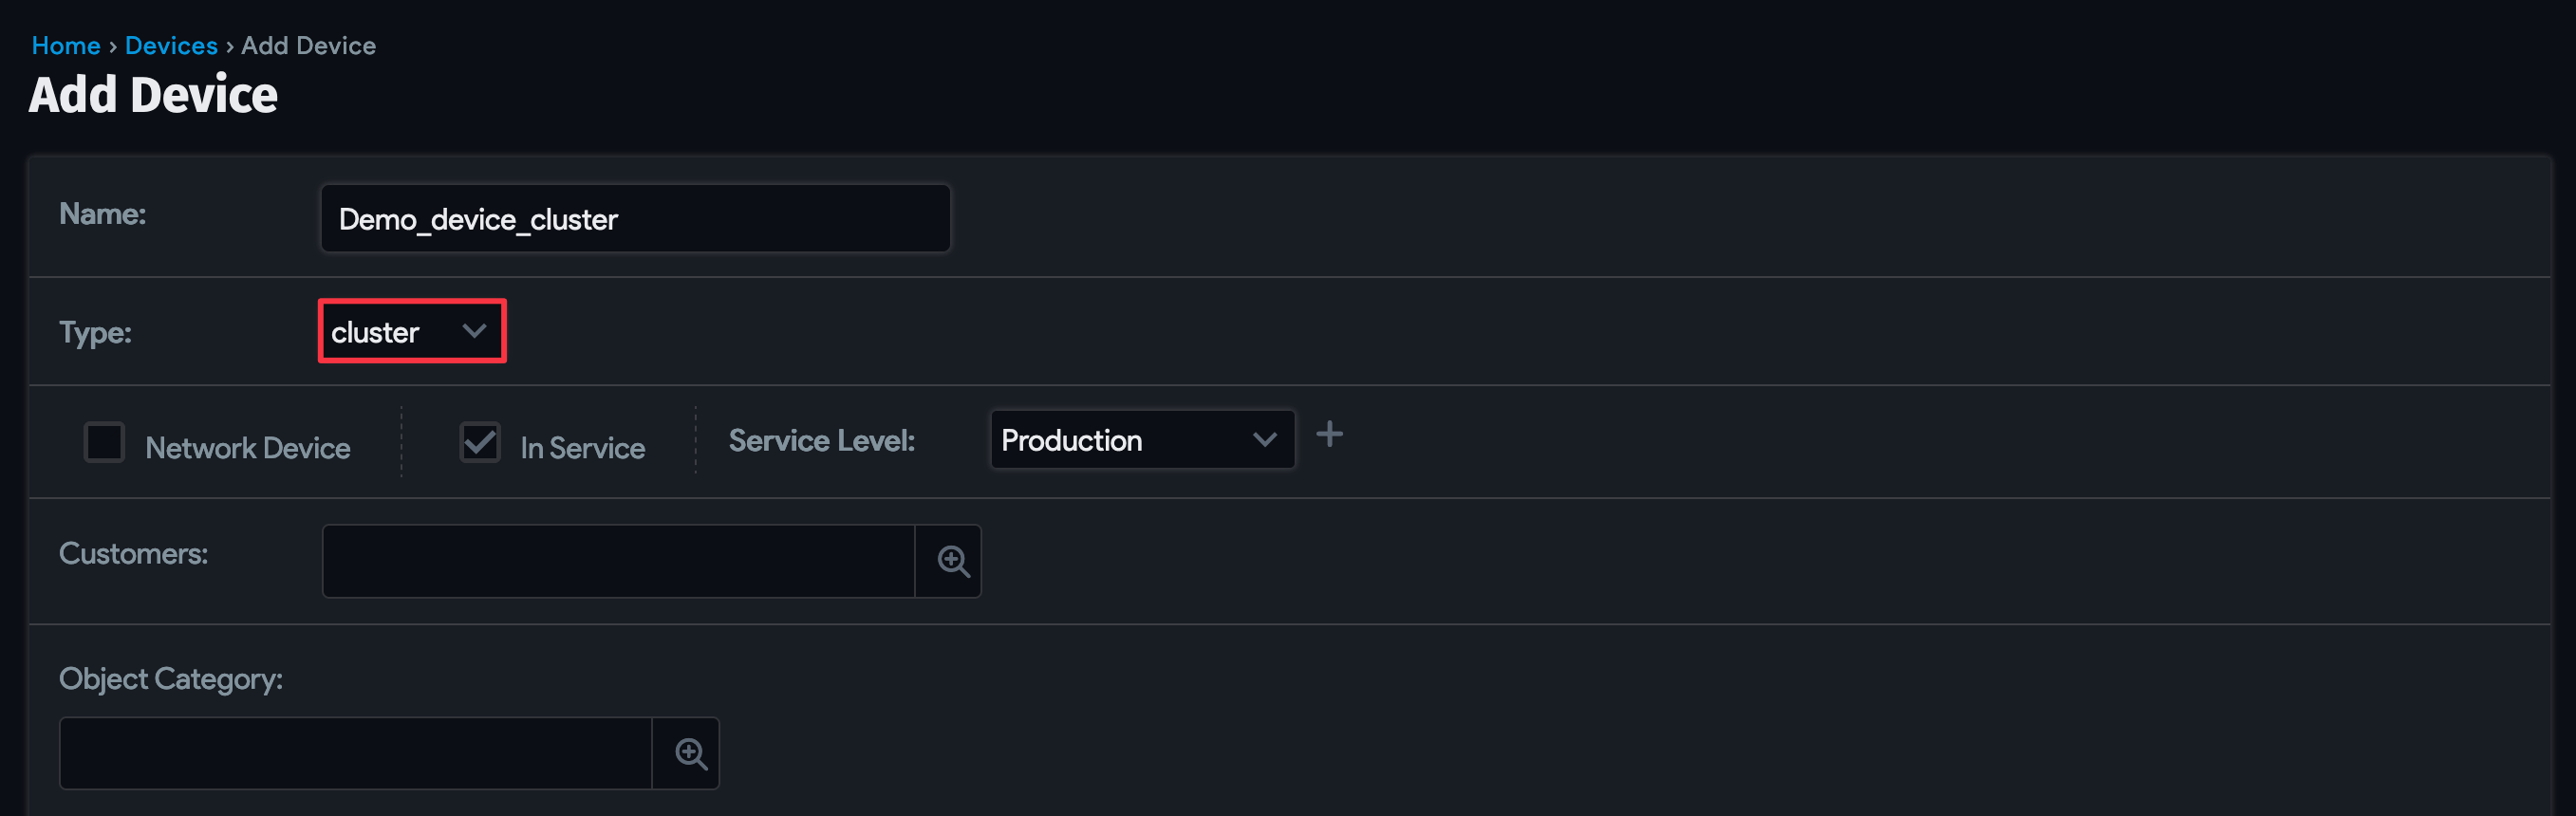 Home › Devices › Add Device
Add Device
Name: Demo_device_cluster
Type: cluster
Network Device In Service Service Level: Production
Customers:
Object Category: